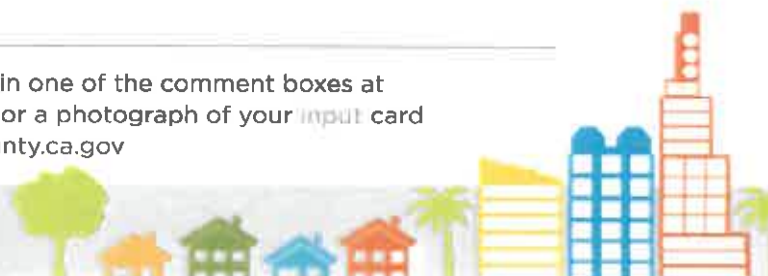 in one of the comment boxes at
or a photograph of your input card
nty.ca.gov